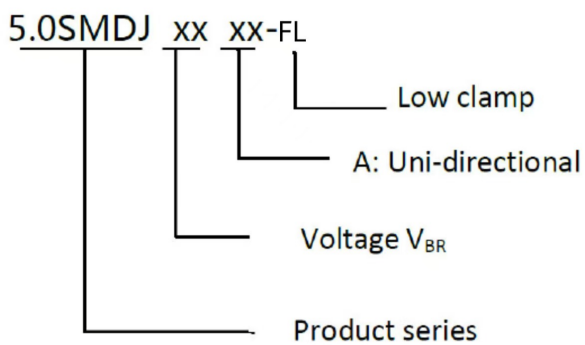 5.0SMDJ xx xx-FL
Low clamp
A: Uni-directional
Voltage VBR
Product series